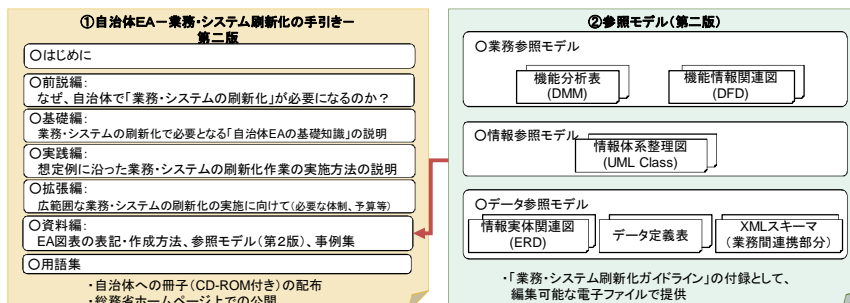 ①自治体EA－業務・システム刷新化の手引き－
第二版
○はじめに
○前説編：
なぜ、自治体で「業務・システムの刷新化」が必要になるのか？
○基礎編：
業務・システムの刷新化で必要となる「自治体EAの基礎知識」の説明
○実践編：
想定例に沿った業務・システムの刷新化作業の実施方法の説明
○拡張編：
広範囲な業務・システムの刷新化の実施に向けて（必要な体制、予算等）
○資料編：
EA図表の表記・作成方法、参照モデル（第2版）、事例集
○用語集
・自治体への冊子（CD-ROM付き）の配布
・総務省ホームページ上での公開
②参照モデル（第二版）
○業務参照モデル
機能分析表
（DMM）
機能情報関連図
（DFD）
○情報参照モデル
情報体系整理図
（UML Class）
○データ参照モデル
情報実体関連図
（ERD）
データ定義表
XMLスキーマ
（業務間連携部分）
・「業務・システム刷新化ガイドライン」の付録として、
編集可能な電子ファイルで提供